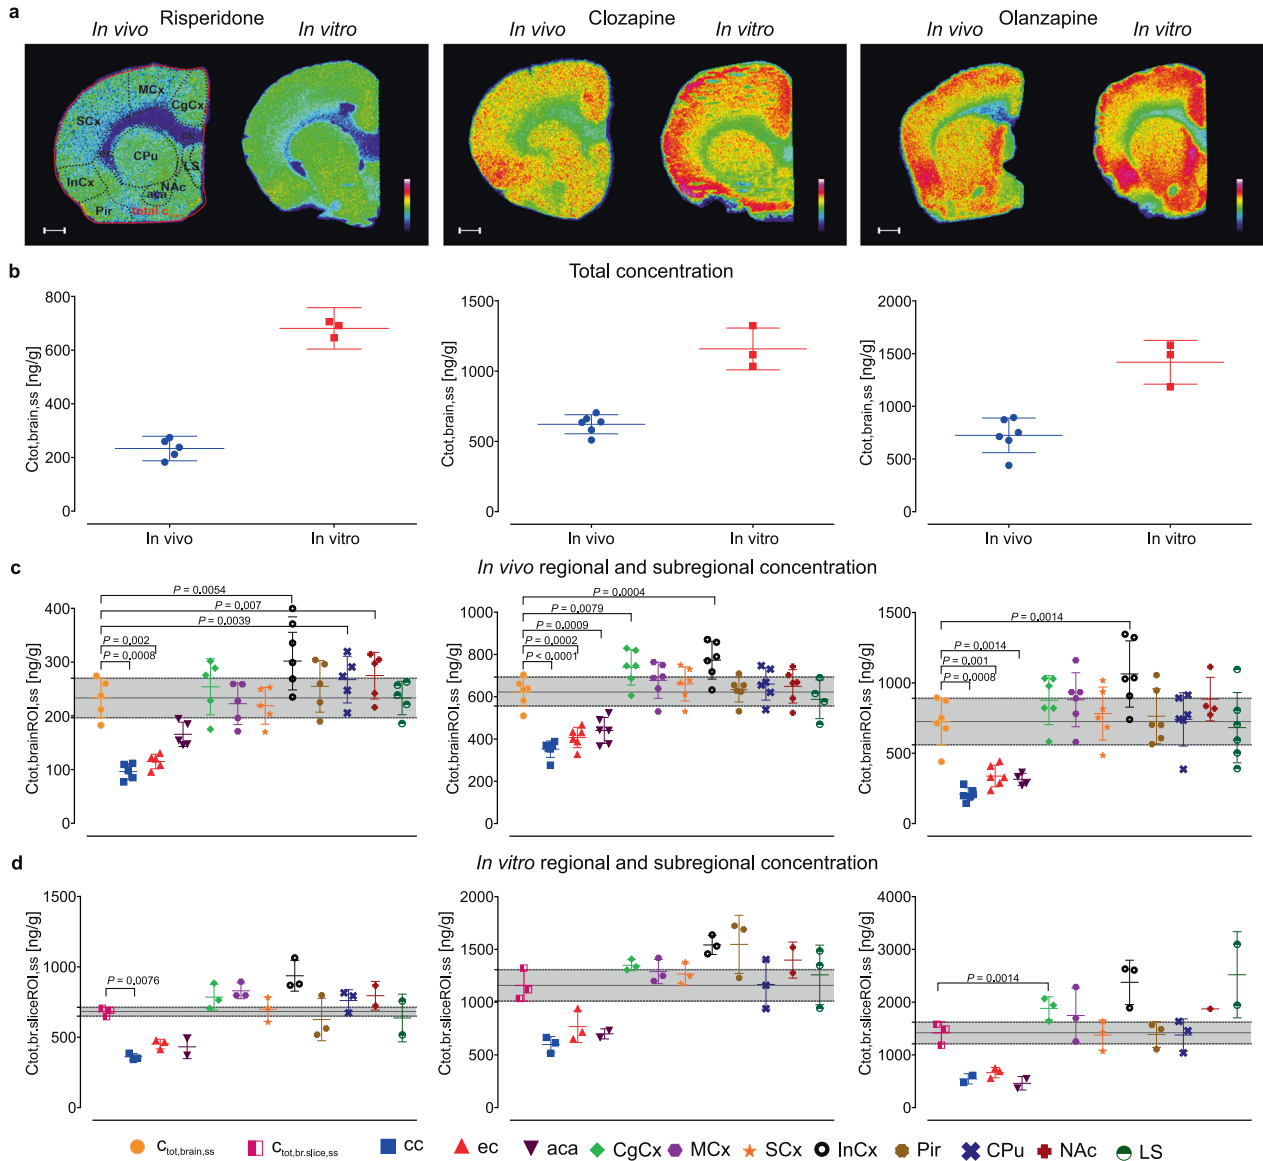 a
Risperidone
Clozapine
Olanzapine
In vivo
In vitro
In vivo
In vitro
In vivo
In vitro
MCx
CgCx
SCx
cc
ec
CPu
LS
InCx
NAc
aca
Pir
total c
b
Total concentration
Ctot,brain,ss [ng/g]
800
600
400
200
0
In vivo
In vitro
Ctot,brain,ss [ng/g]
1500
1000
500
0
In vivo
In vitro
Ctot,brain,ss [ng/g]
2000
1500
1000
500
0
In vivo
In vitro
c
In vivo regional and subregional concentration
Ctot,brainROI,ss [ng/g]
400
300
200
100
0
P = 0.0054
P = 0.007
P = 0.0039
P = 0.002
P = 0.0008
Ctot,brainROI,ss [ng/g]
1000
800
600
400
200
0
P = 0.0004
P = 0.0079
P = 0.0009
P = 0.0002
P < 0.0001
Ctot,brainROI,ss [ng/g]
1500
1000
500
0
P = 0.0014
P = 0.0014
P = 0.001
P = 0.0008
d
In vitro regional and subregional concentration
Ctot,br.sliceROI,ss [ng/g]
1500
1000
500
0
P = 0.0076
Ctot,br.sliceROI,ss [ng/g]
2000
1500
1000
500
0
Ctot,br.sliceROI,ss [ng/g]
4000
3000
2000
1000
0
P = 0.0014
Ctot,brain,ss
Ctot,br.slice,ss
cc
ec
aca
CgCx
MCx
SCx
InCx
Pir
CPu
NAc
LS